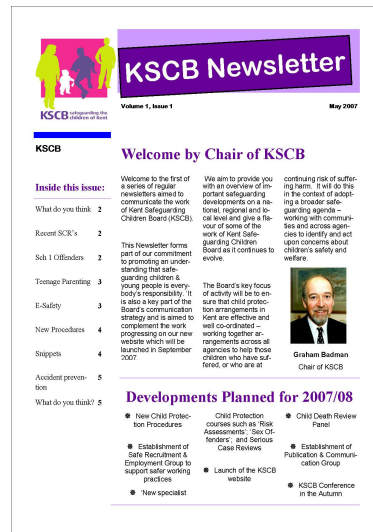 KSCB Newsletter
KSCB safeguarding the
children of Kent
Volume 1, Issue 1
May 2007
KSCB
Inside this issue:
What do you think 2
Recent SCR's 2
Sch 1 Offenders 2
Teenage Parenting 3
E-Safety 3
New Procedures 4
Snippets 4
Accident preven-
tion 5
What do you think? 5
Welcome by Chair of KSCB
Welcome to the first of
a series of regular
newsletters aimed to
communicate the work
of Kent Safeguarding
Children Board (KSCB).
This Newsletter forms
part of our commitment
to promoting an under-
standing that safe-
guarding children &
young people is every-
body's responsibility. 'It
is also a key part of the
Board's communication
strategy and is aimed to
complement the work
progressing on our new
website which will be
launched in September
2007.
We aim to provide you
with an overview of im-
portant safeguarding
developments on a na-
tional, regional and lo-
cal level and give a fla-
vour of some of the
work of Kent Safe-
guarding Children
Board as it continues to
evolve.
The Board's key focus
of activity will be to en-
sure that child protec-
tion arrangements in
Kent are effective and
well co-ordinated –
working together ar-
rangements across all
agencies to help those
children who have suf-
fered, or who are at
continuing risk of suffer-
ing harm. It will do this
in the context of adopt-
ing a broader safe-
guarding agenda –
working with communi-
ties and across agen-
cies to identify and act
upon concerns about
children's safety and
welfare.
Graham Badman
Chair of KSCB
Developments Planned for 2007/08
New Child Protec-
tion Procedures
Establishment of
Safe Recruitment &
Employment Group to
support safer working
practices
'New specialist
Child Protection
courses such as 'Risk
Assessments'; 'Sex Of-
fenders'; and Serious
Case Reviews
Launch of the KSCB
website
Child Death Review
Panel
Establishment of
Publication & Communi-
cation Group
KSCB Conference
in the Autumn